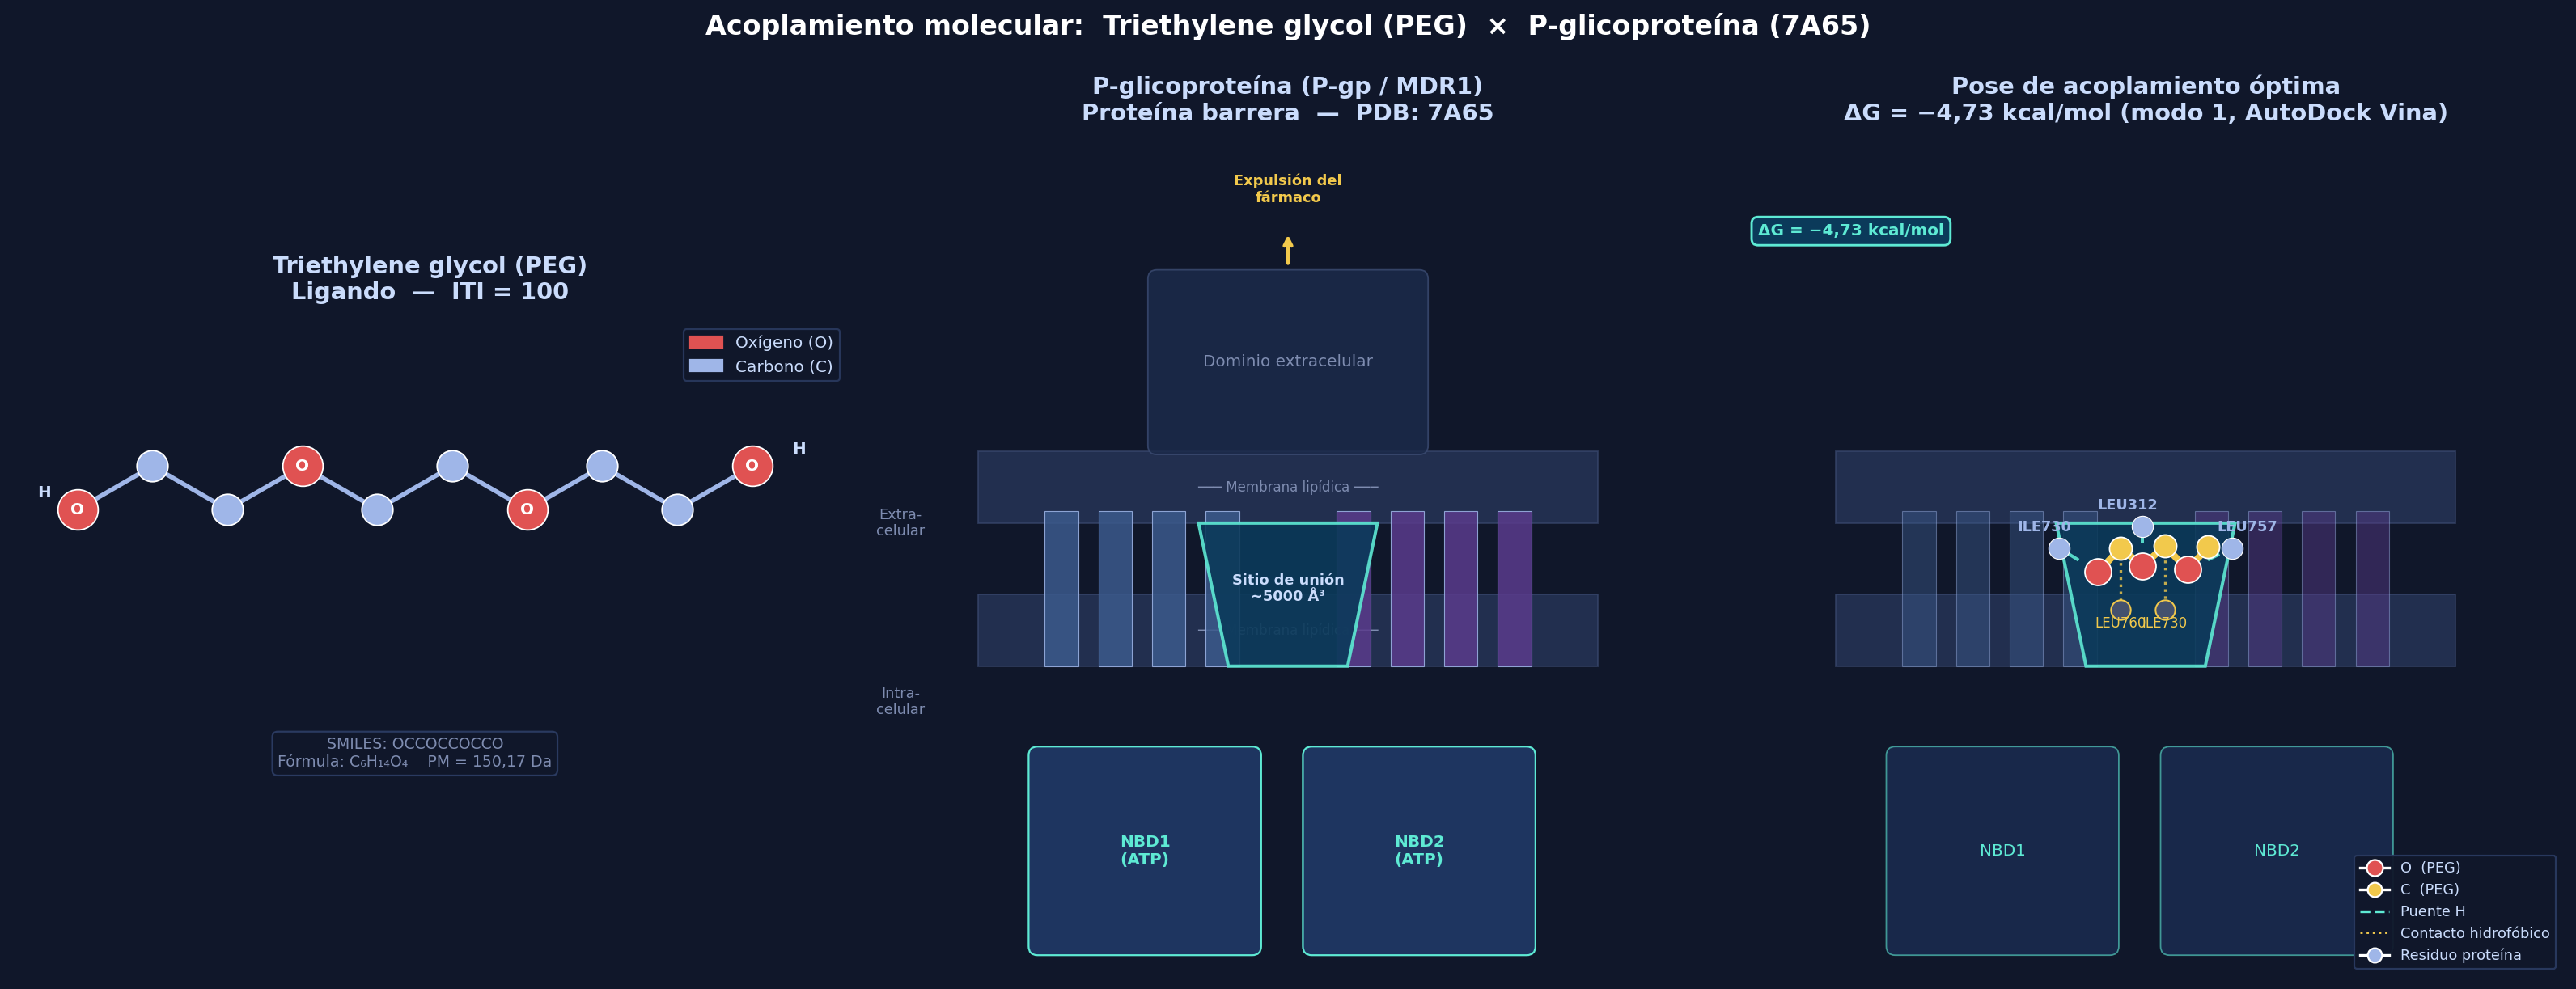 Acoplamiento molecular:  Triethylene glycol (PEG)  ×  P-glicoproteína (7A65)
Triethylene glycol (PEG)
Ligando  —  ITI = 100
Oxígeno (O)
Carbono (C)
H
O
O
O
O
H
SMILES: OCCOCCOCCO
Fórmula: C₆H₁₄O₄    PM = 150,17 Da
P-glicoproteína (P-gp / MDR1)
Proteína barrera  —  PDB: 7A65
Expulsión del
fármaco
Dominio extracelular
Membrana lipídica
Extra-
celular
Sitio de unión
~5000 Å³
Intra-
celular
NBD1
(ATP)
NBD2
(ATP)
Pose de acoplamiento óptima
ΔG = −4,73 kcal/mol (modo 1, AutoDock Vina)
ΔG = −4,73 kcal/mol
LEU312
ILE730
LEU757
LEU760
ILE730
NBD1
NBD2
O  (PEG)
C  (PEG)
Puente H
Contacto hidrofóbico
Residuo proteína